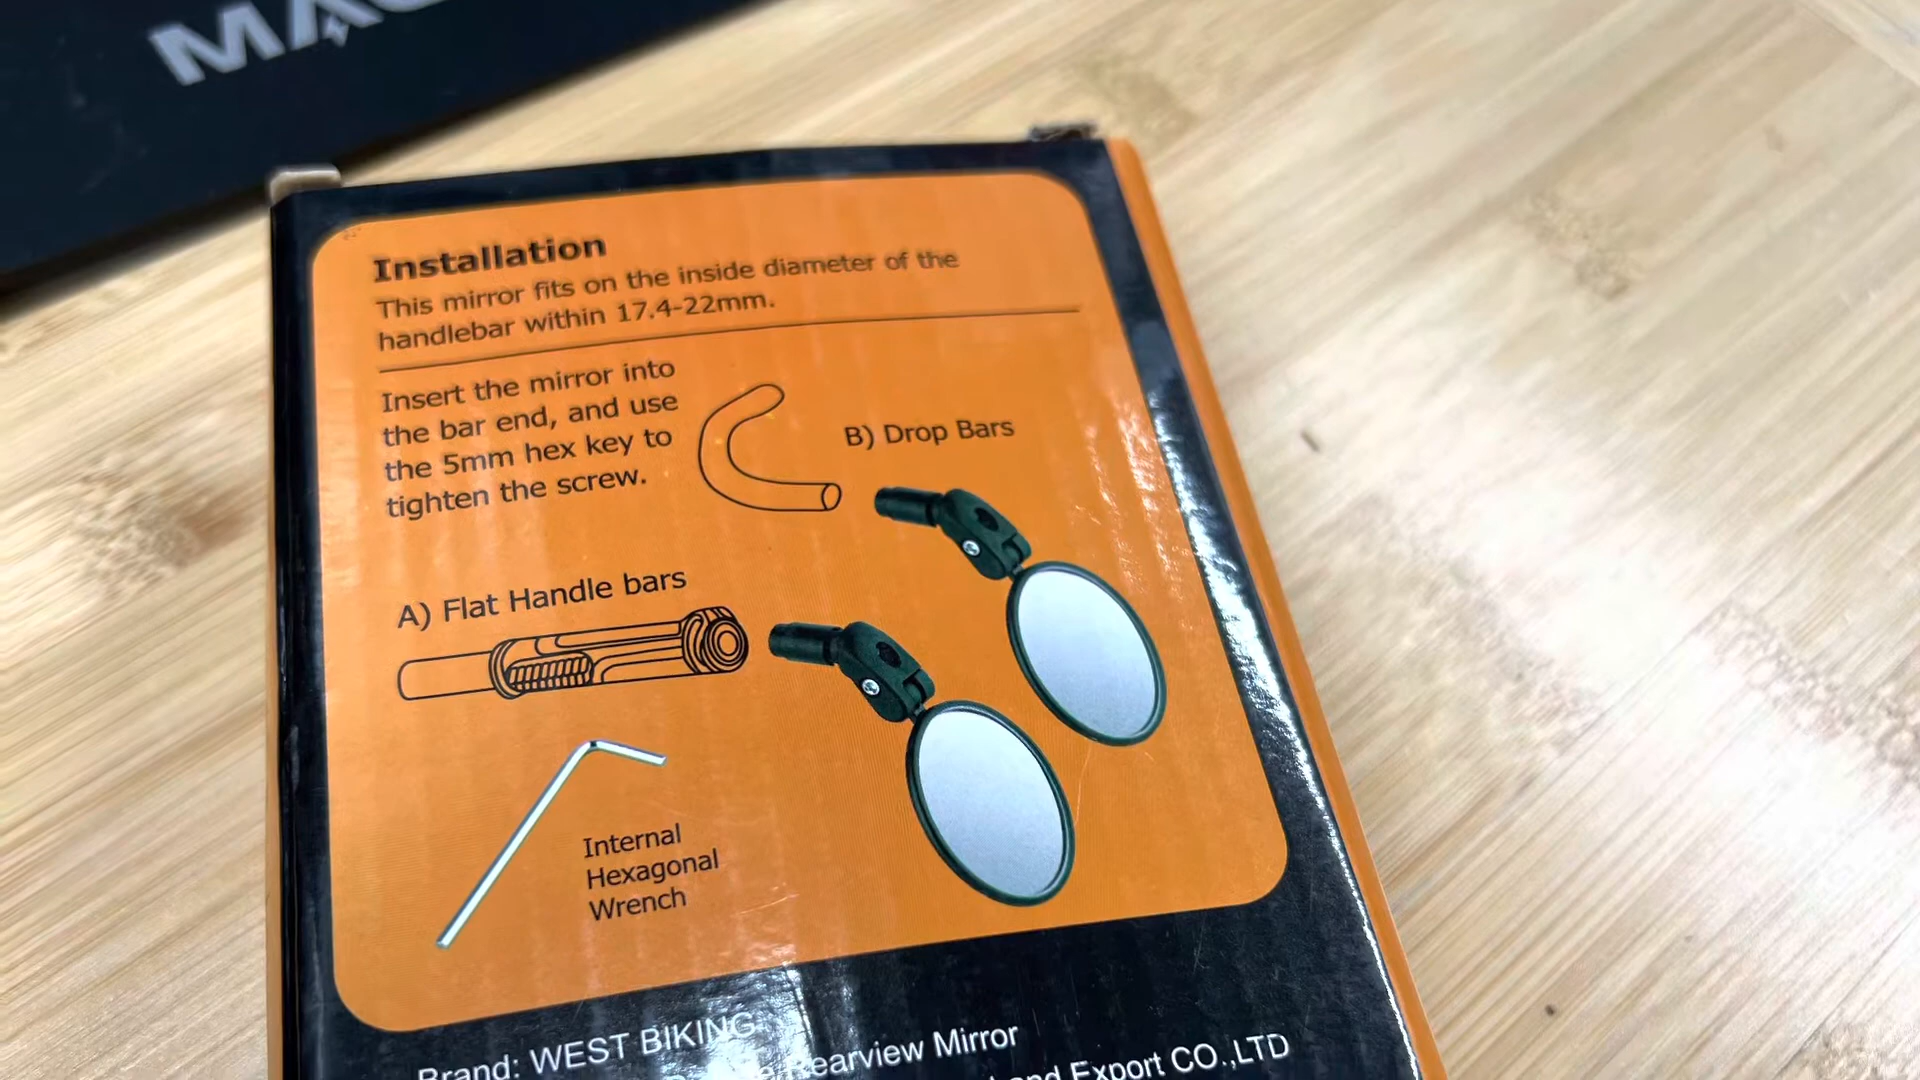 Installation
This mirror fits on the inside diameter of the
handlebar within 17.4-22mm.
Insert the mirror into
the bar end, and use
the 5mm hex key to
tighten the screw.
B) Drop Bars
A) Flat Handle bars
Internal
Hexagonal
Wrench
Brand: WEST BIKING
Rearview Mirror
and Export CO.,LTD